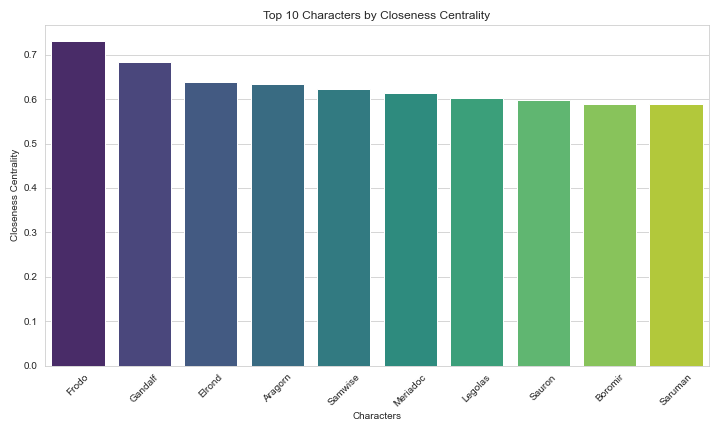 Top 10 Characters by Closeness Centrality
Closeness Centrality
0.7
0.6
0.5
0.4
0.3
0.2
0.1
0.0
Frodo
Gandalf
Elrond
Aragorn
Samwise
Meriadoc
Legolas
Sauron
Boromir
Saruman
Characters